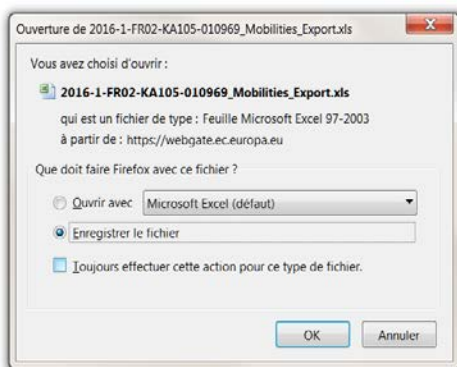 Ouverture de 2016-1-FR02-KA105-010969_Mobilities_Export.xls
Vous avez choisi d'ouvrir :
2016-1-FR02-KA105-010969_Mobilities_Export.xls
qui est un fichier de type : Feuille Microsoft Excel 97-2003
à partir de : https://webgate.ec.europa.eu
Que doit faire Firefox avec ce fichier ?
Ouvrir avec Microsoft Excel (défaut)
Enregistrer le fichier
Toujours effectuer cette action pour ce type de fichier.
OK Annuler